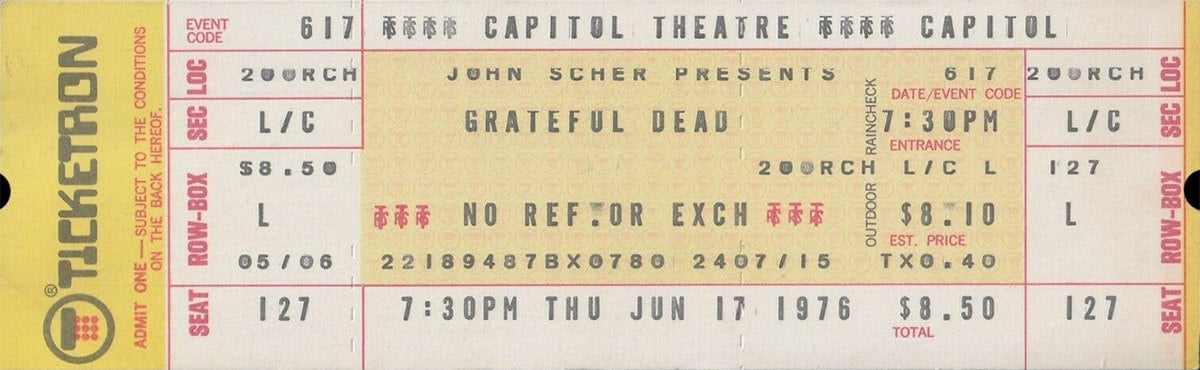 ® TICKETRON
ADMIT ONE — SUBJECT TO THE CONDITIONS
ON THE BACK HEREOF.
EVENT CODE 617 CAPITOL THEATRE CAPITOL
LOC 200RCH JOHN SCHER PRESENTS 617 200RCH LOC
DATE/EVENT CODE
SEC L/C GRATEFUL DEAD 7:30PM L/C SEC
ENTRANCE
$8.50 200RCH L/C L 127
ROW-BOX L NO REF.OR EXCH $8.10 L ROW-BOX
EST. PRICE
OUTDOOR RAINCHECK
05/06 22189487BX0780 2407/15 TX0.40
SEAT 127 7:30PM THU JUN 17 1976 $8.50 127 SEAT
TOTAL